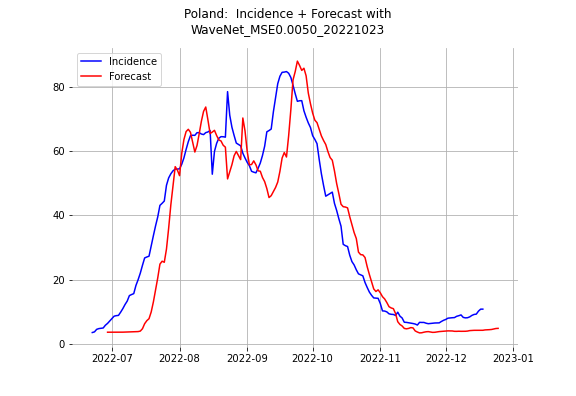 Poland:  Incidence + Forecast with
WaveNet_MSE0.0050_20221023
Incidence
Forecast
80
60
40
20
0
2022-07 2022-08 2022-09 2022-10 2022-11 2022-12 2023-01